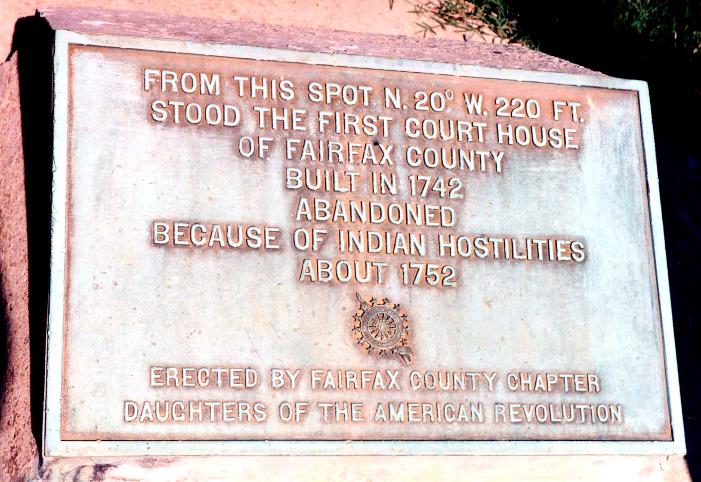 FROM THIS SPOT N. 20° W. 220 FT.
STOOD THE FIRST COURT HOUSE
OF FAIRFAX COUNTY
BUILT IN 1742
ABANDONED
BECAUSE OF INDIAN HOSTILITIES
ABOUT 1752
ERECTED BY FAIRFAX COUNTY CHAPTER
DAUGHTERS OF THE AMERICAN REVOLUTION